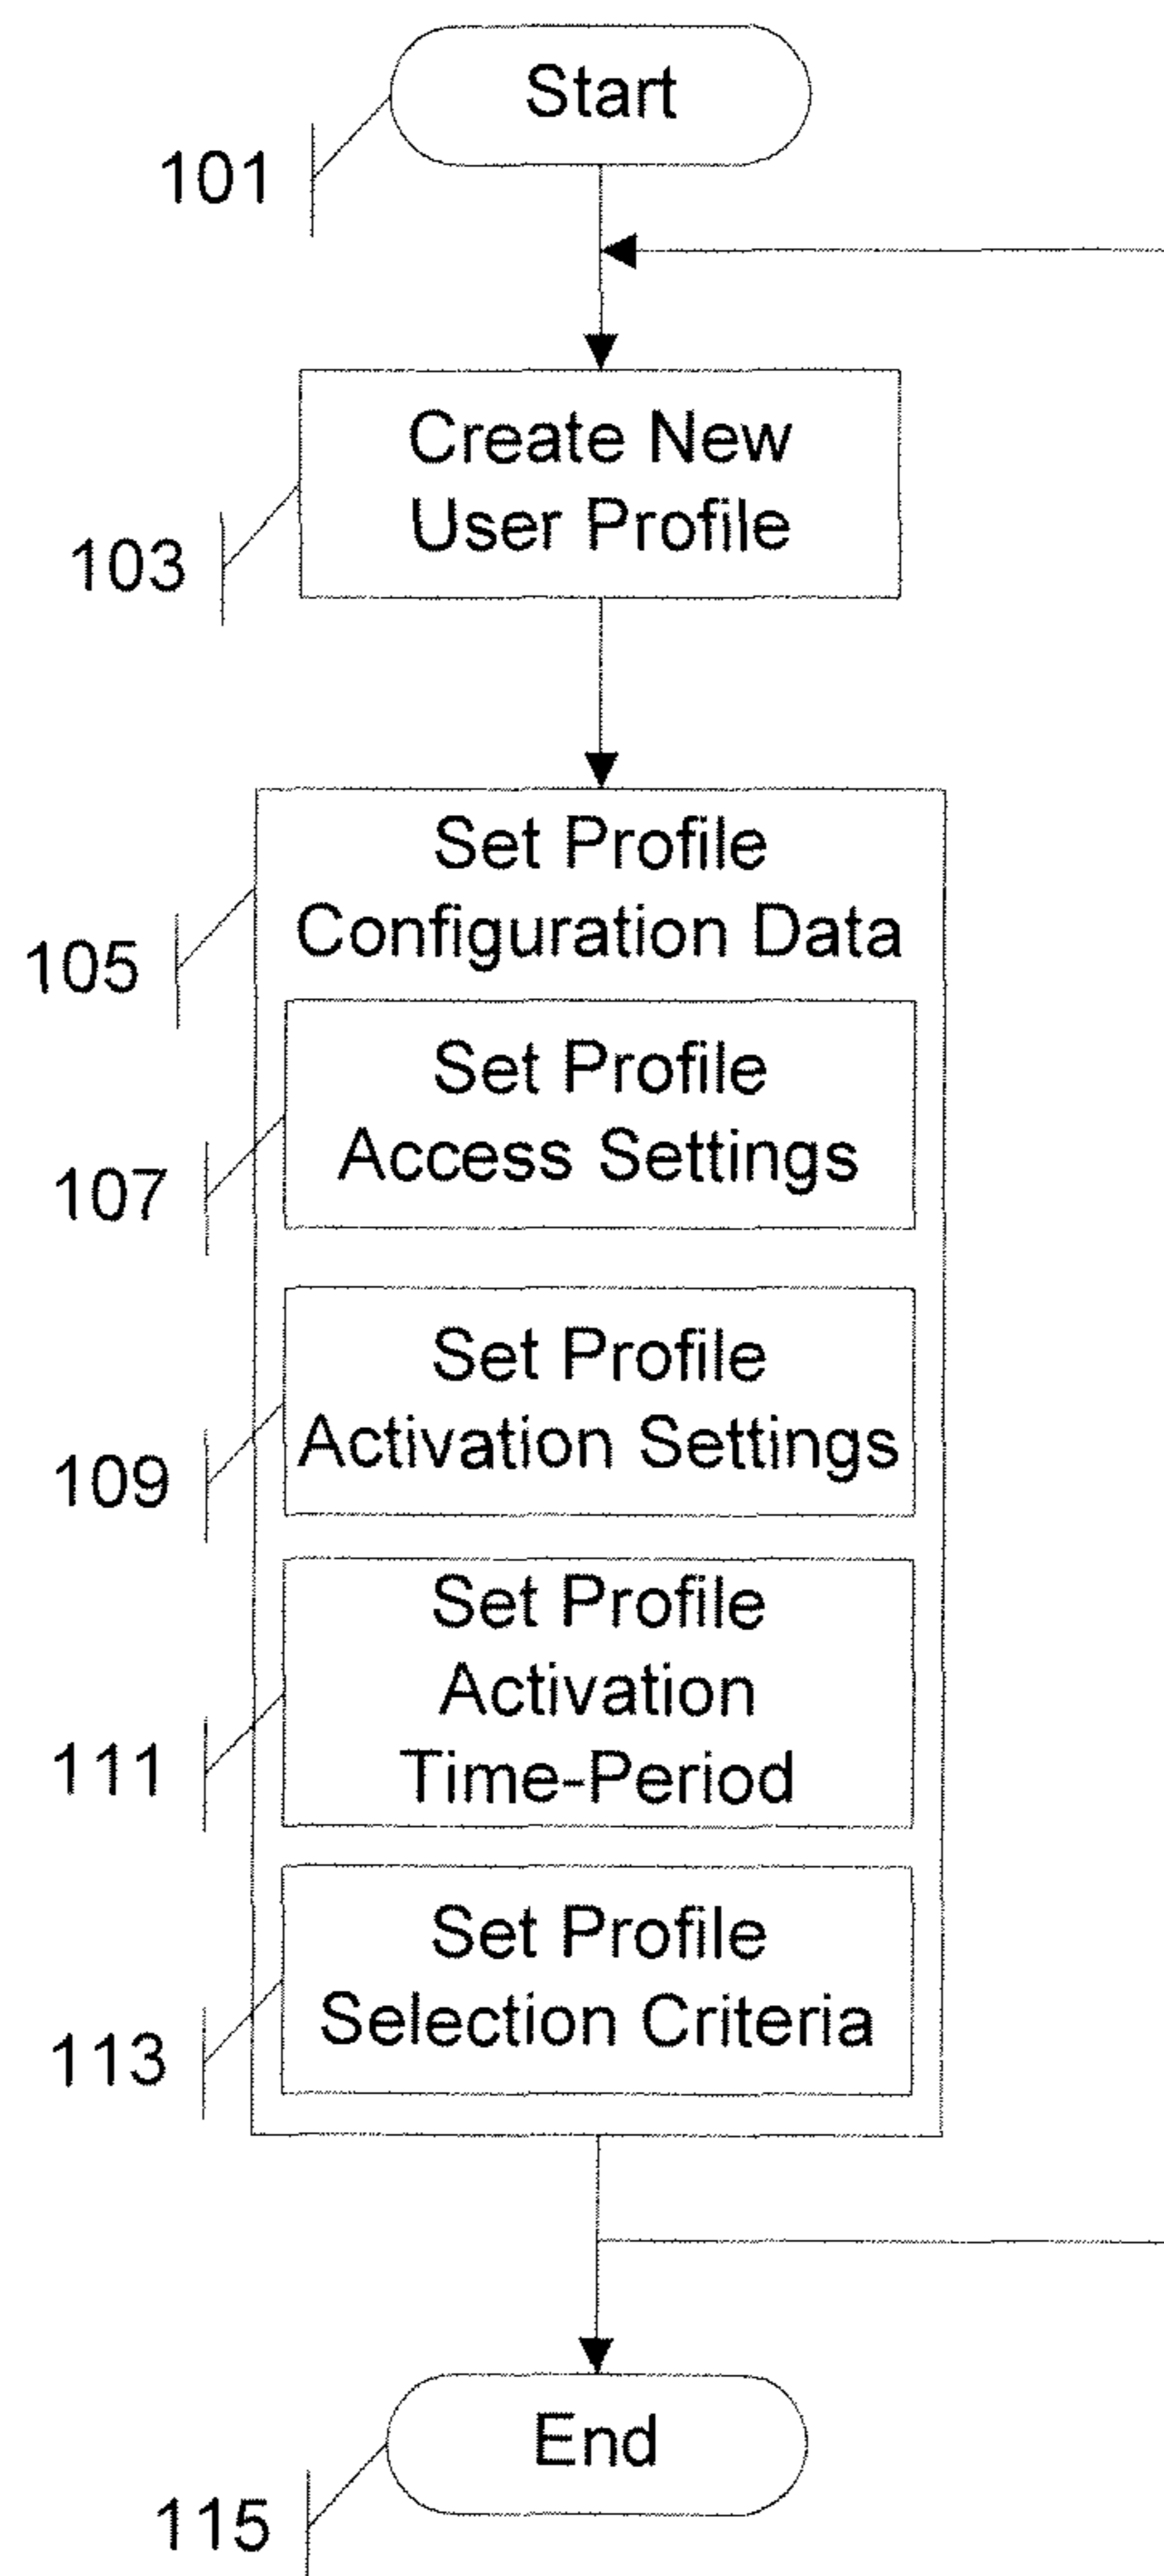 Start
101
Create New
User Profile
103
Set Profile
Configuration Data
105
Set Profile
Access Settings
107
Set Profile
Activation Settings
109
Set Profile
Activation
Time-Period
111
Set Profile
Selection Criteria
113
End
115